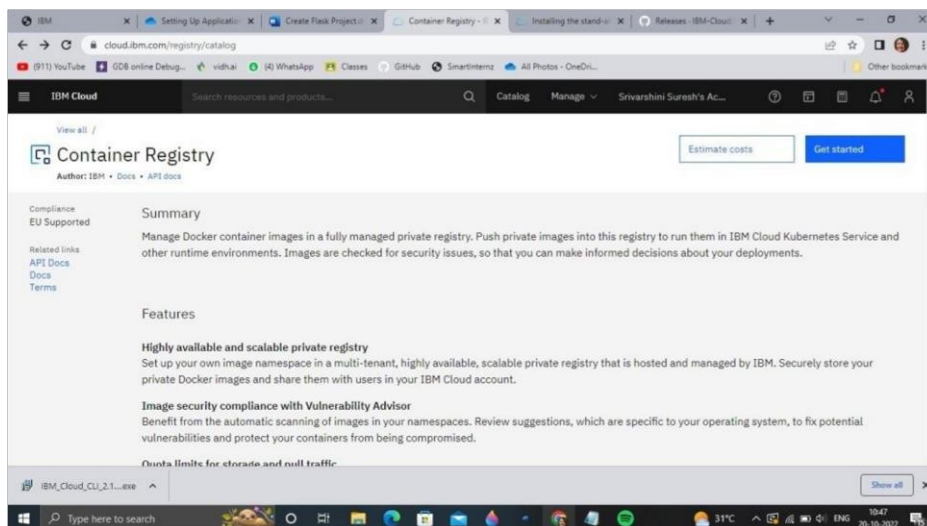 IBM
Setting Up Application
Create Flask Project
Container Registry -
Installing the stand-al
Releases · IBM-Cloud
cloud.ibm.com/registry/catalog
(911) YouTube
GDB online Debug...
vidhai
(4) WhatsApp
Classes
GitHub
Smartinternz
All Photos - OneDri...
Other bookmark
IBM Cloud
Search resources and products...
Catalog
Manage
Srivarshini Suresh's Ac...
View all /
Container Registry
Author: IBM • Docs • API docs
Estimate costs
Get started
Compliance
EU Supported
Related links
API Docs
Docs
Terms
Summary
Manage Docker container images in a fully managed private registry. Push private images into this registry to run them in IBM Cloud Kubernetes Service and
other runtime environments. Images are checked for security issues, so that you can make informed decisions about your deployments.
Features
Highly available and scalable private registry
Set up your own image namespace in a multi-tenant, highly available, scalable private registry that is hosted and managed by IBM. Securely store your
private Docker images and share them with users in your IBM Cloud account.
Image security compliance with Vulnerability Advisor
Benefit from the automatic scanning of images in your namespaces. Review suggestions, which are specific to your operating system, to fix potential
vulnerabilities and protect your containers from being compromised.
Quota limits for storage and pull traffic
IBM_Cloud_CLI_2.1....exe
Show all
Type here to search
31°C
ENG
10:47
20-10-2022